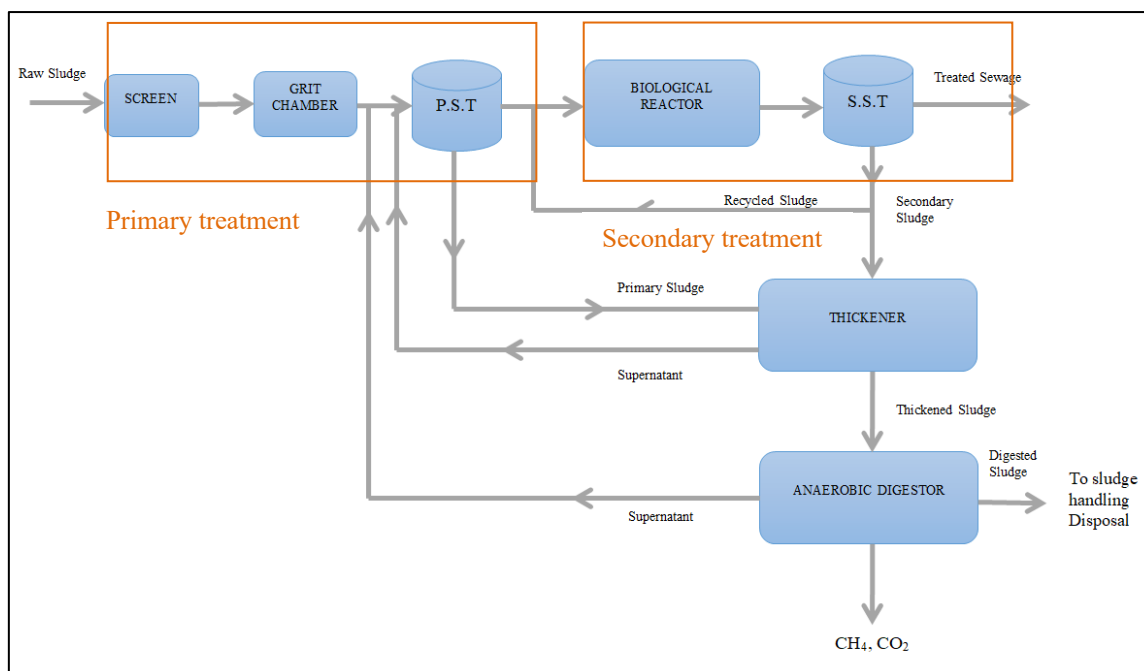 Raw Sludge
SCREEN
GRIT
CHAMBER
P.S.T
BIOLOGICAL
REACTOR
S.S.T
Treated Sewage
Primary treatment
Recycled Sludge
Secondary
Sludge
Secondary treatment
Primary Sludge
THICKENER
Supernatant
Thickened Sludge
ANAEROBIC DIGESTOR
Digested
Sludge
To sludge
handling
Disposal
Supernatant
CH₄, CO₂